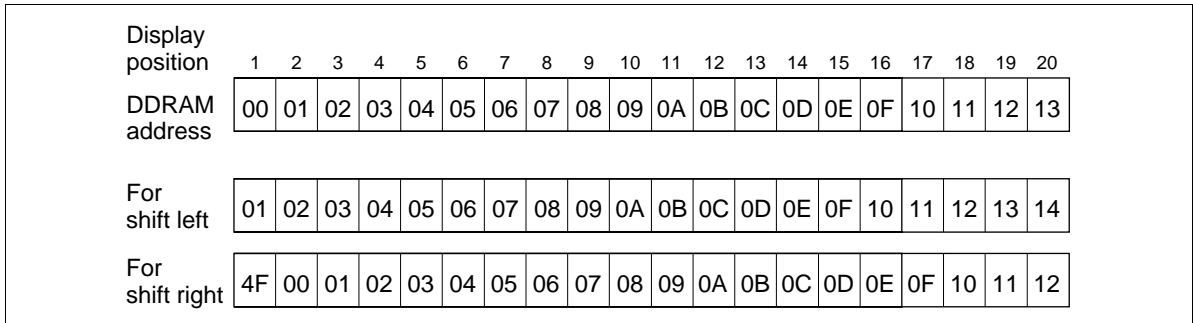 Display
position 1 2 3 4 5 6 7 8 9 10 11 12 13 14 15 16 17 18 19 20
DDRAM
address 00 01 02 03 04 05 06 07 08 09 0A 0B 0C 0D 0E 0F 10 11 12 13
For
shift left 01 02 03 04 05 06 07 08 09 0A 0B 0C 0D 0E 0F 10 11 12 13 14
For
shift right 4F 00 01 02 03 04 05 06 07 08 09 0A 0B 0C 0D 0E 0F 10 11 12